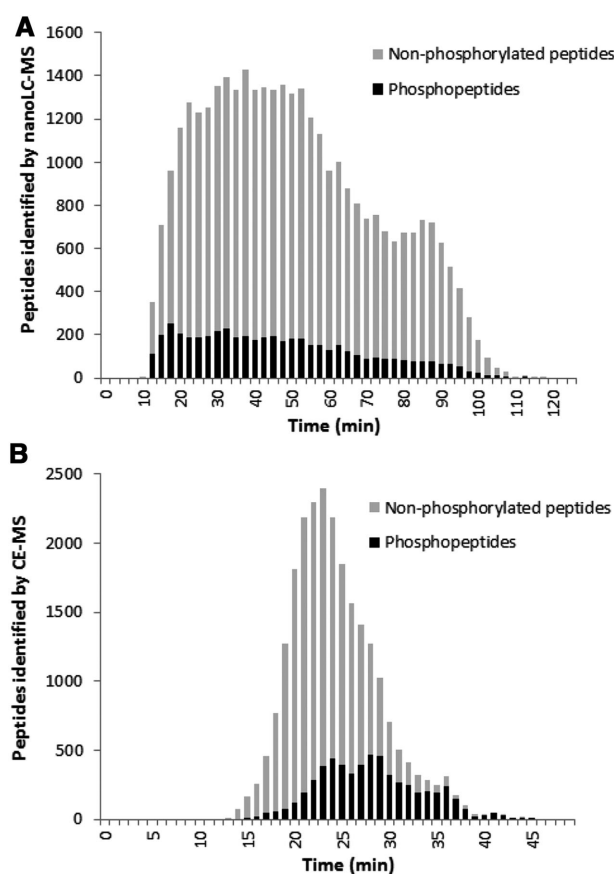 A
Peptides identified by nanoLC-MS
1600
1400
1200
1000
800
600
400
200
0
Non-phosphorylated peptides
Phosphopeptides
0 10 20 30 40 50 60 70 80 90 100 110 120
Time (min)
B
Peptides identified by CE-MS
2500
2000
1500
1000
500
0
Non-phosphorylated peptides
Phosphopeptides
0 5 10 15 20 25 30 35 40 45
Time (min)